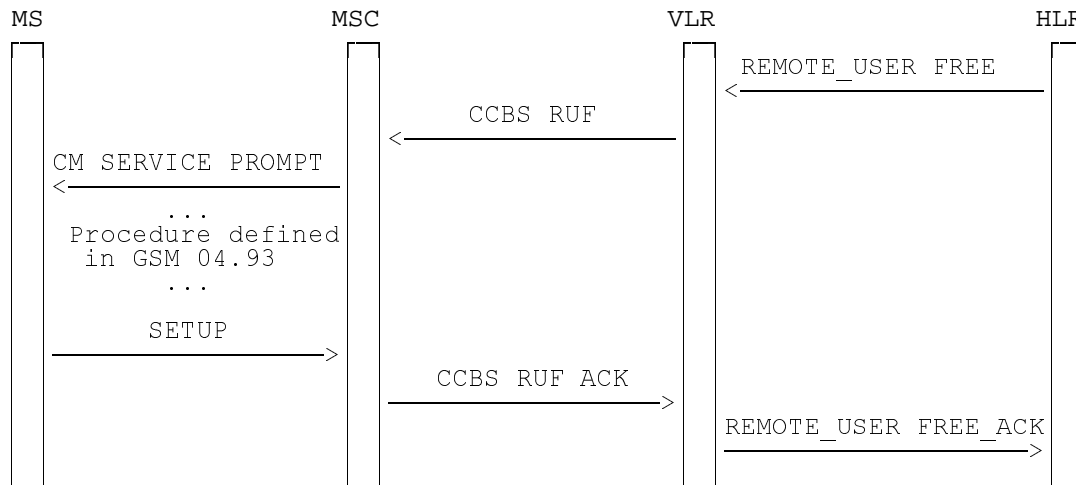 MS MSC VLR HLR
REMOTE_USER FREE
CCBS RUF
CM SERVICE PROMPT
...
Procedure defined
in GSM 04.93
...
SETUP
CCBS RUF ACK
REMOTE_USER FREE_ACK